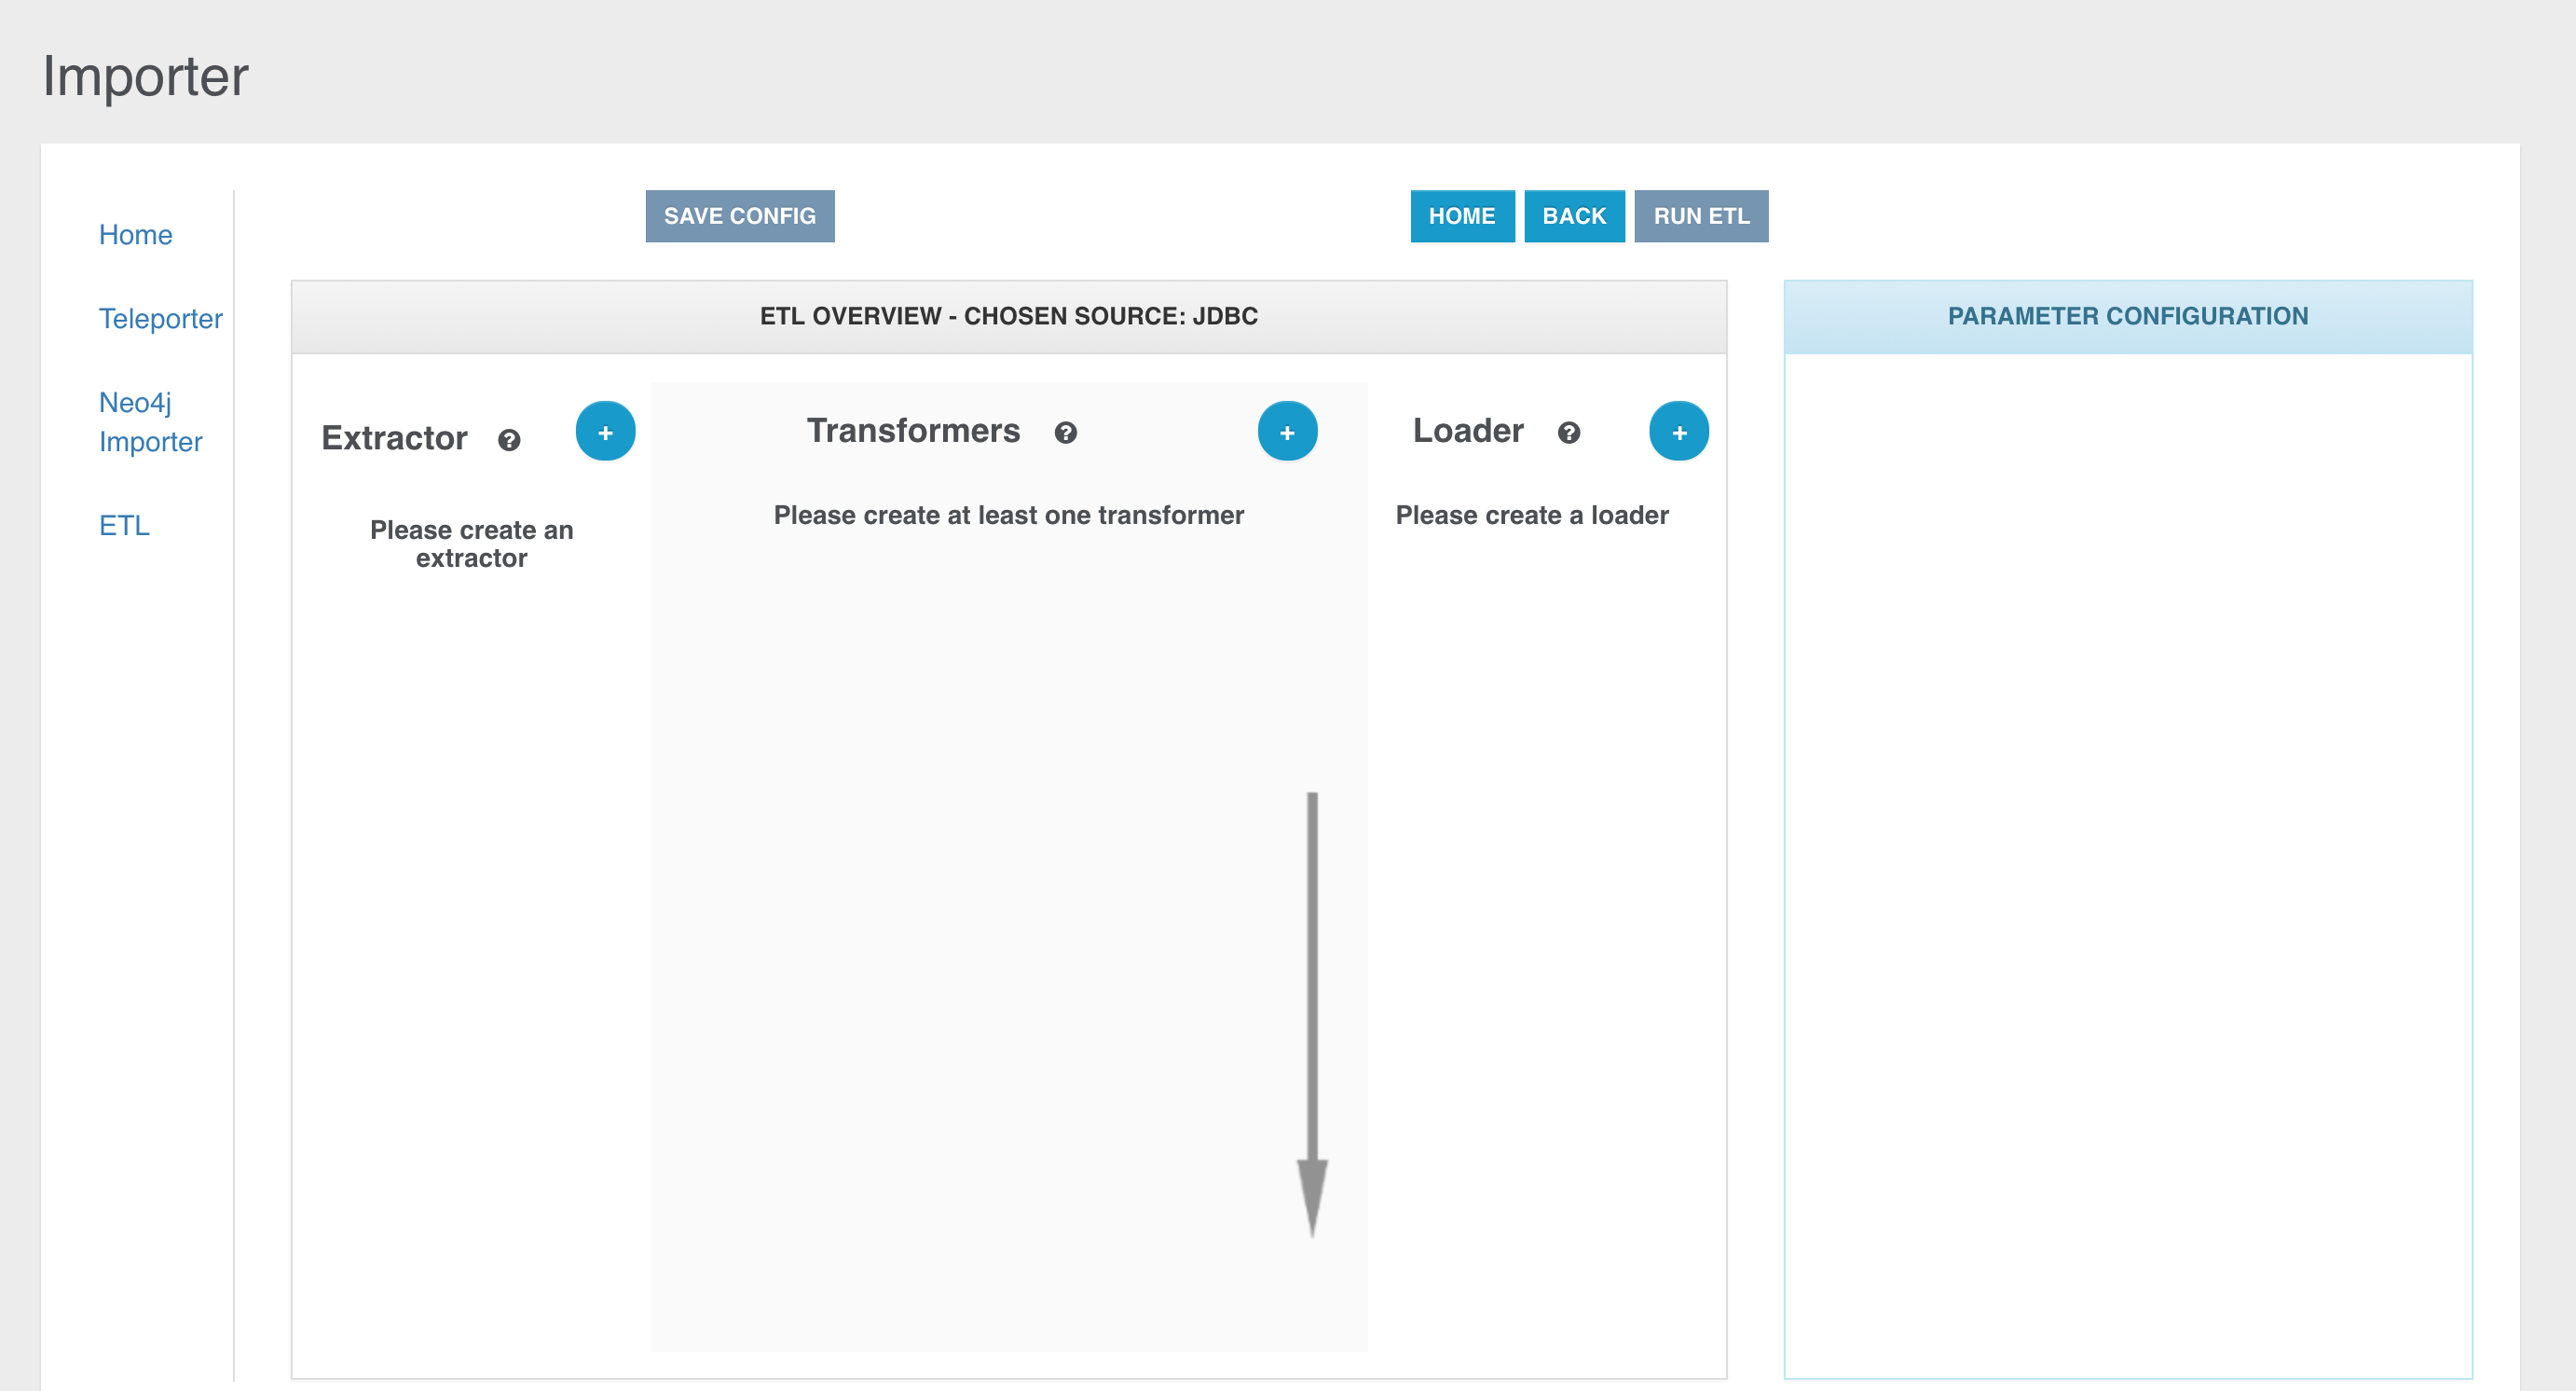 Importer
Home
Teleporter
Neo4j
Importer
ETL
SAVE CONFIG
HOME
BACK
RUN ETL
ETL OVERVIEW - CHOSEN SOURCE: JDBC
Extractor ?
+
Please create an
extractor
Transformers ?
+
Please create at least one transformer
Loader ?
+
Please create a loader
PARAMETER CONFIGURATION